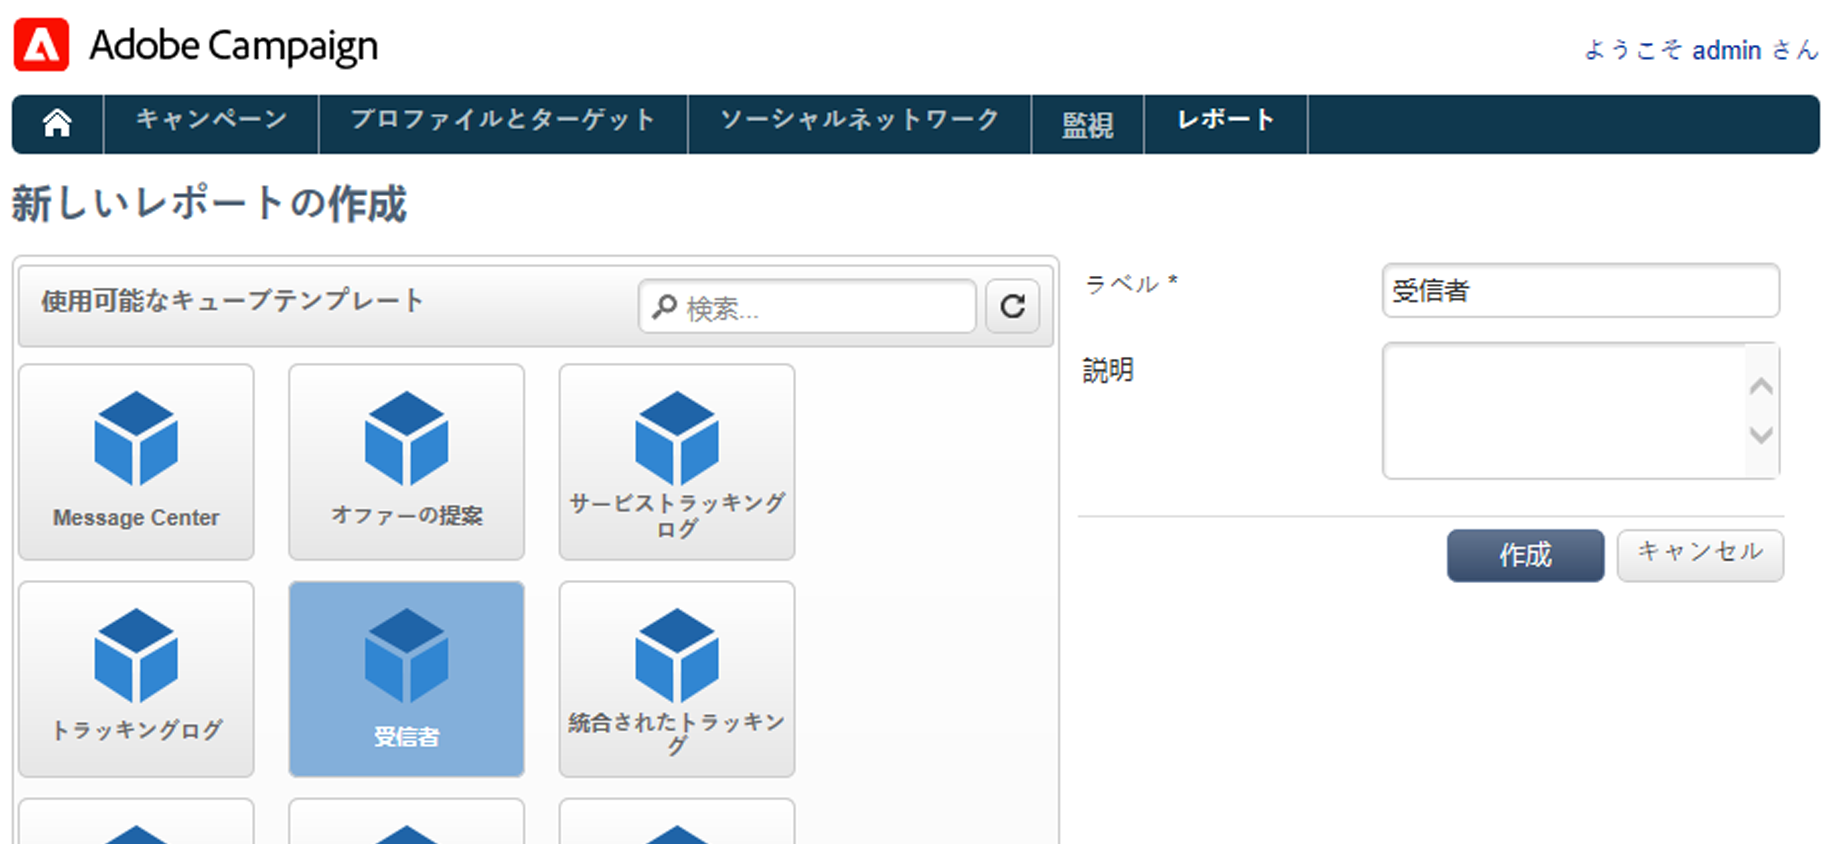 Adobe Campaign
ようこそ admin さん
キャンペーン
プロファイルとターゲット
ソーシャルネットワーク
監視
レポート
新しいレポートの作成
使用可能なキューブテンプレート
検索...
ラベル *
受信者
説明
Message Center
オファーの提案
サービストラッキング
ログ
作成
キャンセル
トラッキングログ
受信者
統合されたトラッキン
グ